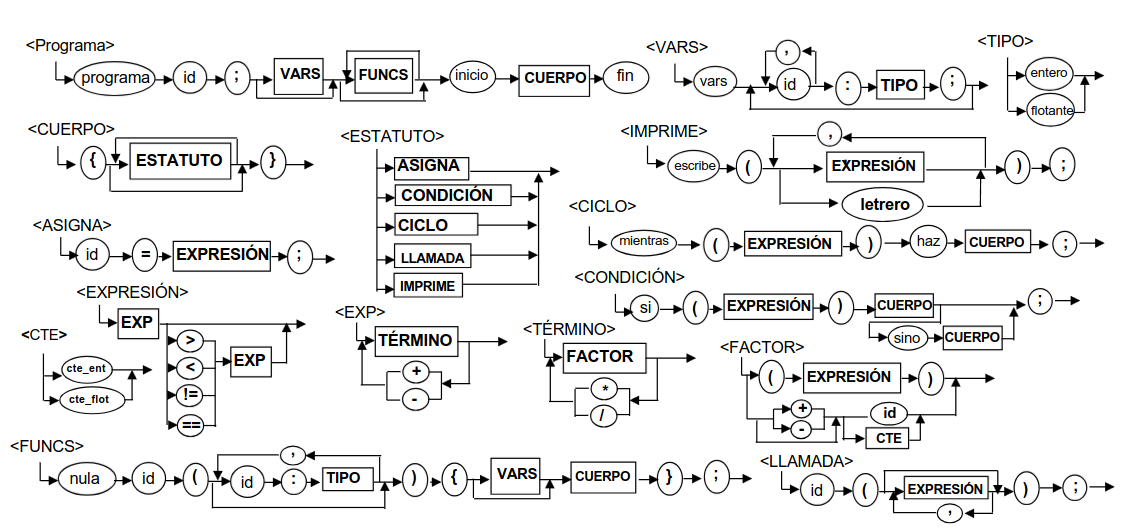 <Programa>
programa id ; VARS FUNCS inicio CUERPO fin
<VARS>
vars , id : TIPO ;
<TIPO>
entero
flotante
<CUERPO>
{ ESTATUTO }
<ESTATUTO>
ASIGNA
CONDICIÓN
CICLO
LLAMADA
IMPRIME
<IMPRIME>
,
escribe ( EXPRESIÓN ) ;
letrero
<ASIGNA>
id = EXPRESIÓN ;
<CICLO>
mientras ( EXPRESIÓN ) haz CUERPO ;
<CONDICIÓN>
si ( EXPRESIÓN ) CUERPO ;
sino CUERPO
<EXPRESIÓN>
EXP
>
<
!=
==
EXP
<CTE>
cte_ent
cte_flot
<EXP>
TÉRMINO
+
-
<TÉRMINO>
FACTOR
*
/
<FACTOR>
( EXPRESIÓN )
+
-
id
CTE
<FUNCS>
,
nula id ( id : TIPO ) { VARS CUERPO } ;
<LLAMADA>
id ( EXPRESIÓN ) ;
,